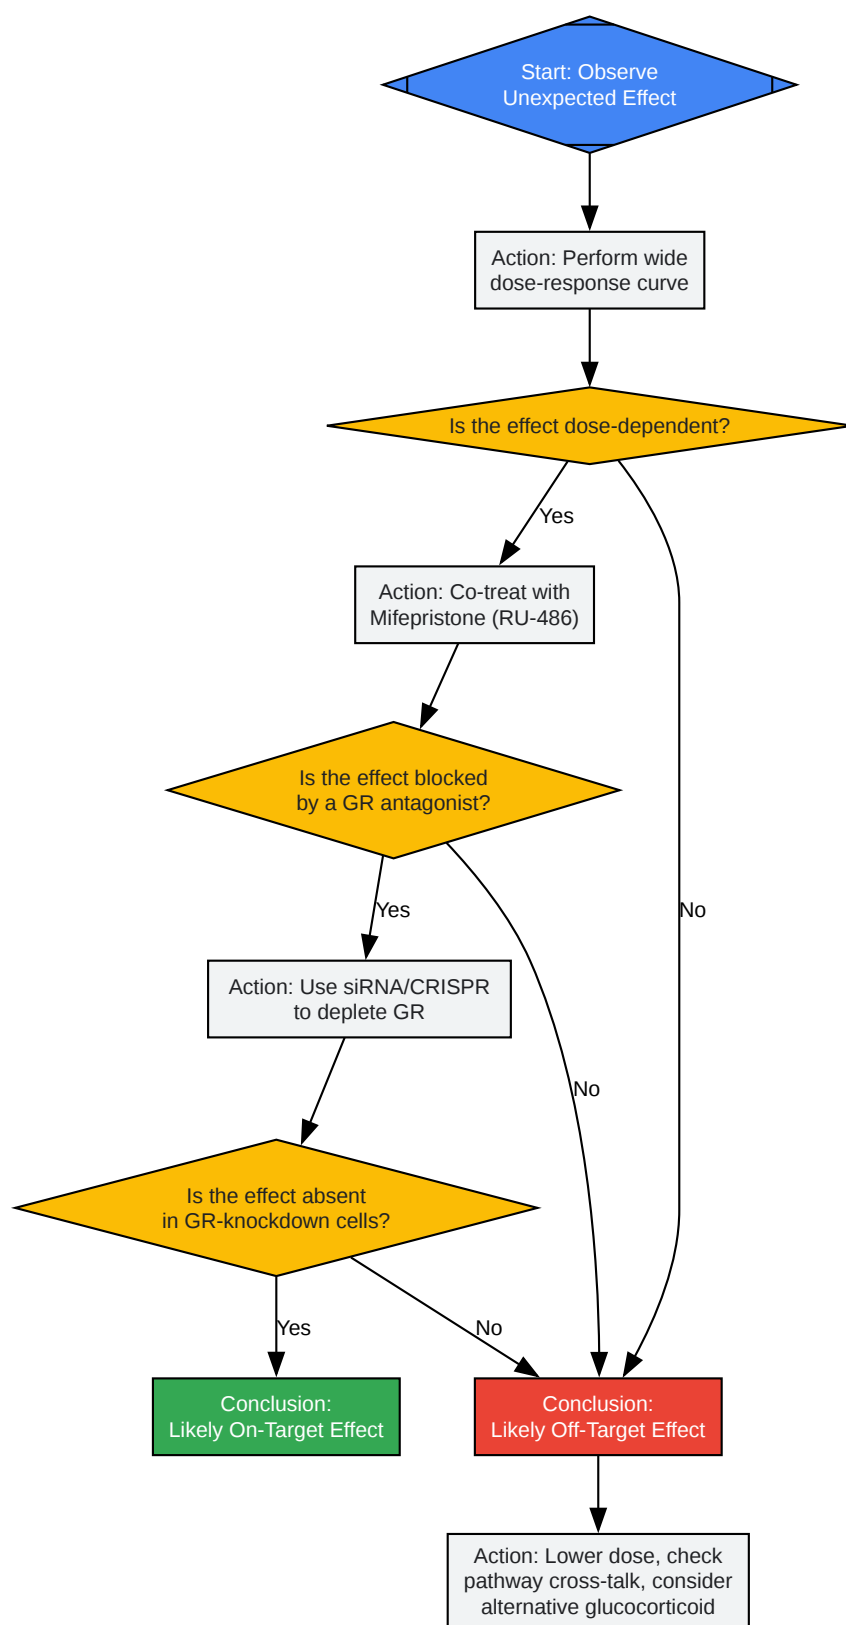 Start: Observe
Unexpected Effect
Action: Perform wide
dose-response curve
Is the effect dose-dependent?
Yes
Action: Co-treat with
Mifepristone (RU-486)
Is the effect blocked
by a GR antagonist?
Yes
No
Action: Use siRNA/CRISPR
to deplete GR
No
Is the effect absent
in GR-knockdown cells?
Yes
No
Conclusion:
Likely On-Target Effect
Conclusion:
Likely Off-Target Effect
Action: Lower dose, check
pathway cross-talk, consider
alternative glucocorticoid